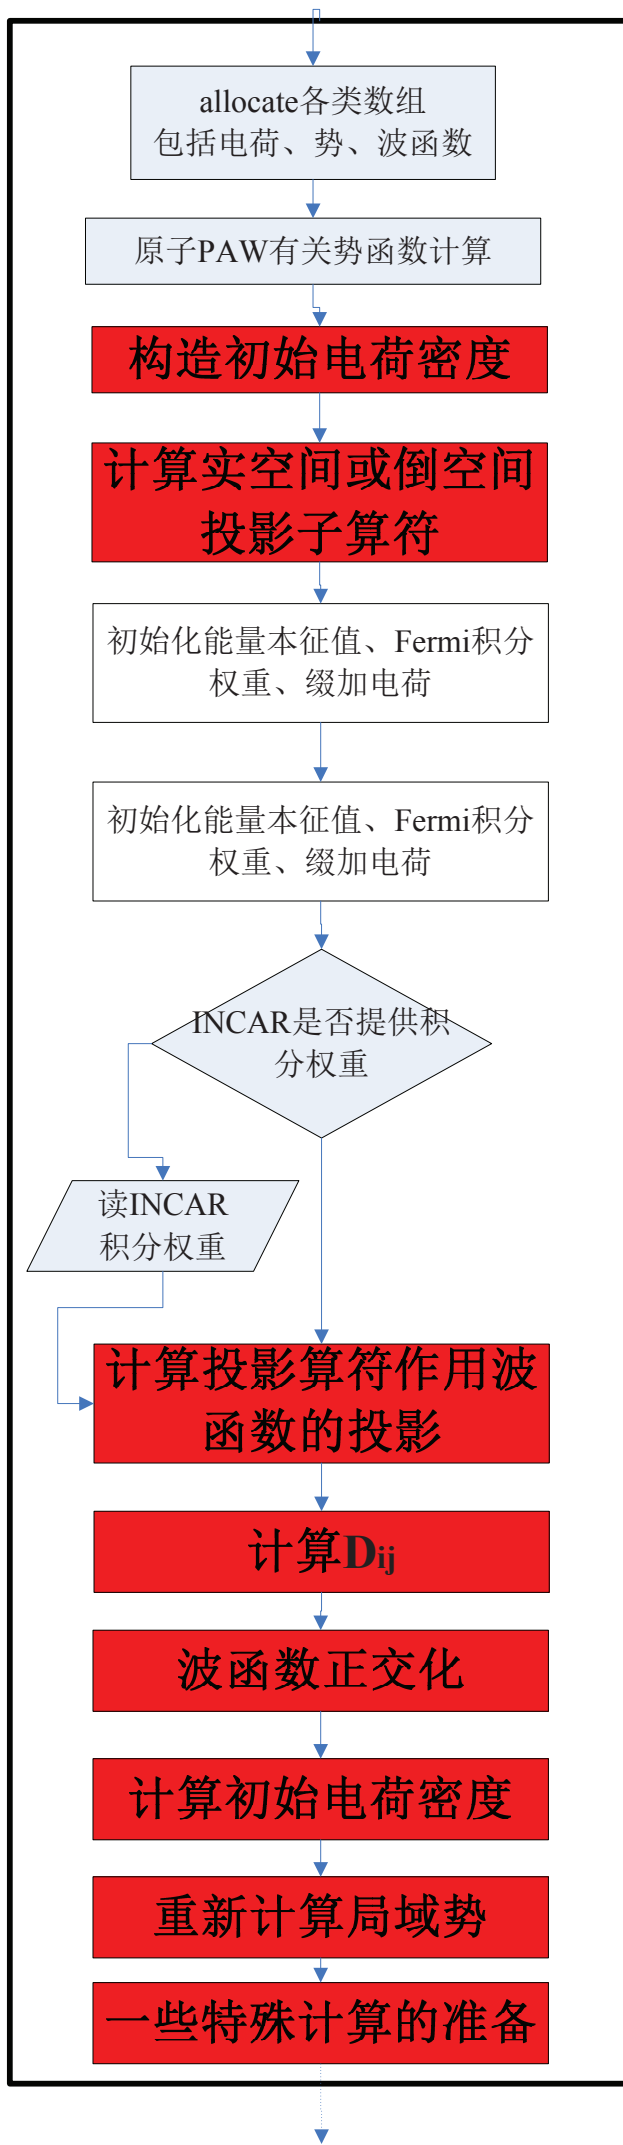 allocate各类数组
包括电荷、势、波函数
原子PAW有关势函数计算
构造初始电荷密度
计算实空间或倒空间
投影子算符
初始化能量本征值、Fermi积分
权重、缀加电荷
初始化能量本征值、Fermi积分
权重、缀加电荷
INCAR是否提供积
分权重
读INCAR
积分权重
计算投影算符作用波
函数的投影
计算Dij
波函数正交化
计算初始电荷密度
重新计算局域势
一些特殊计算的准备